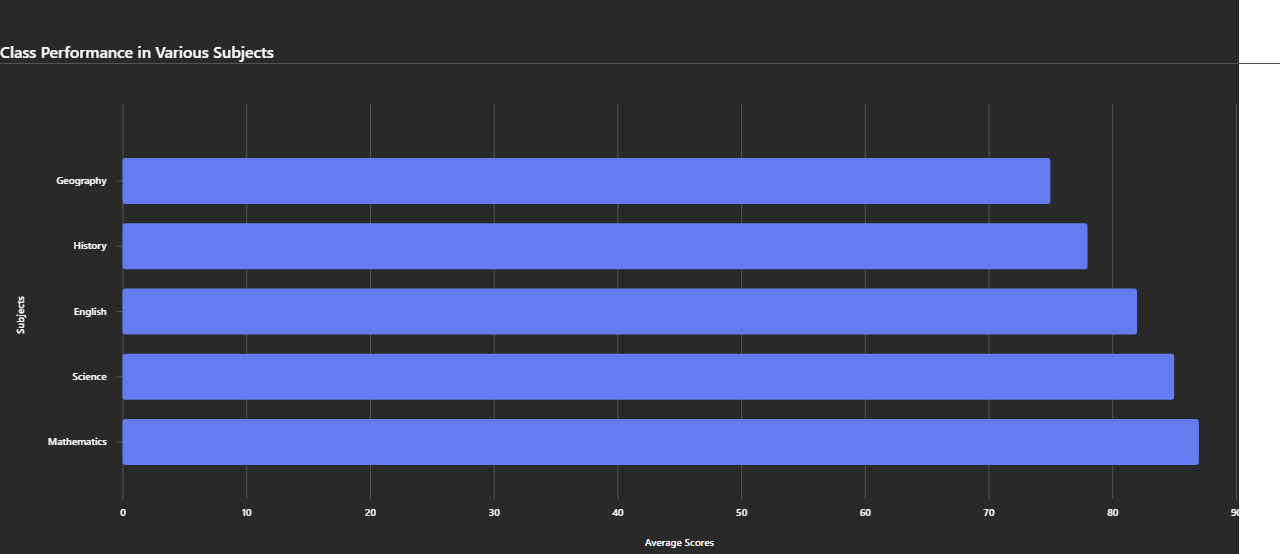 Class Performance in Various Subjects
Geography
History
English
Science
Mathematics
Subjects
0 10 20 30 40 50 60 70 80 90
Average Scores